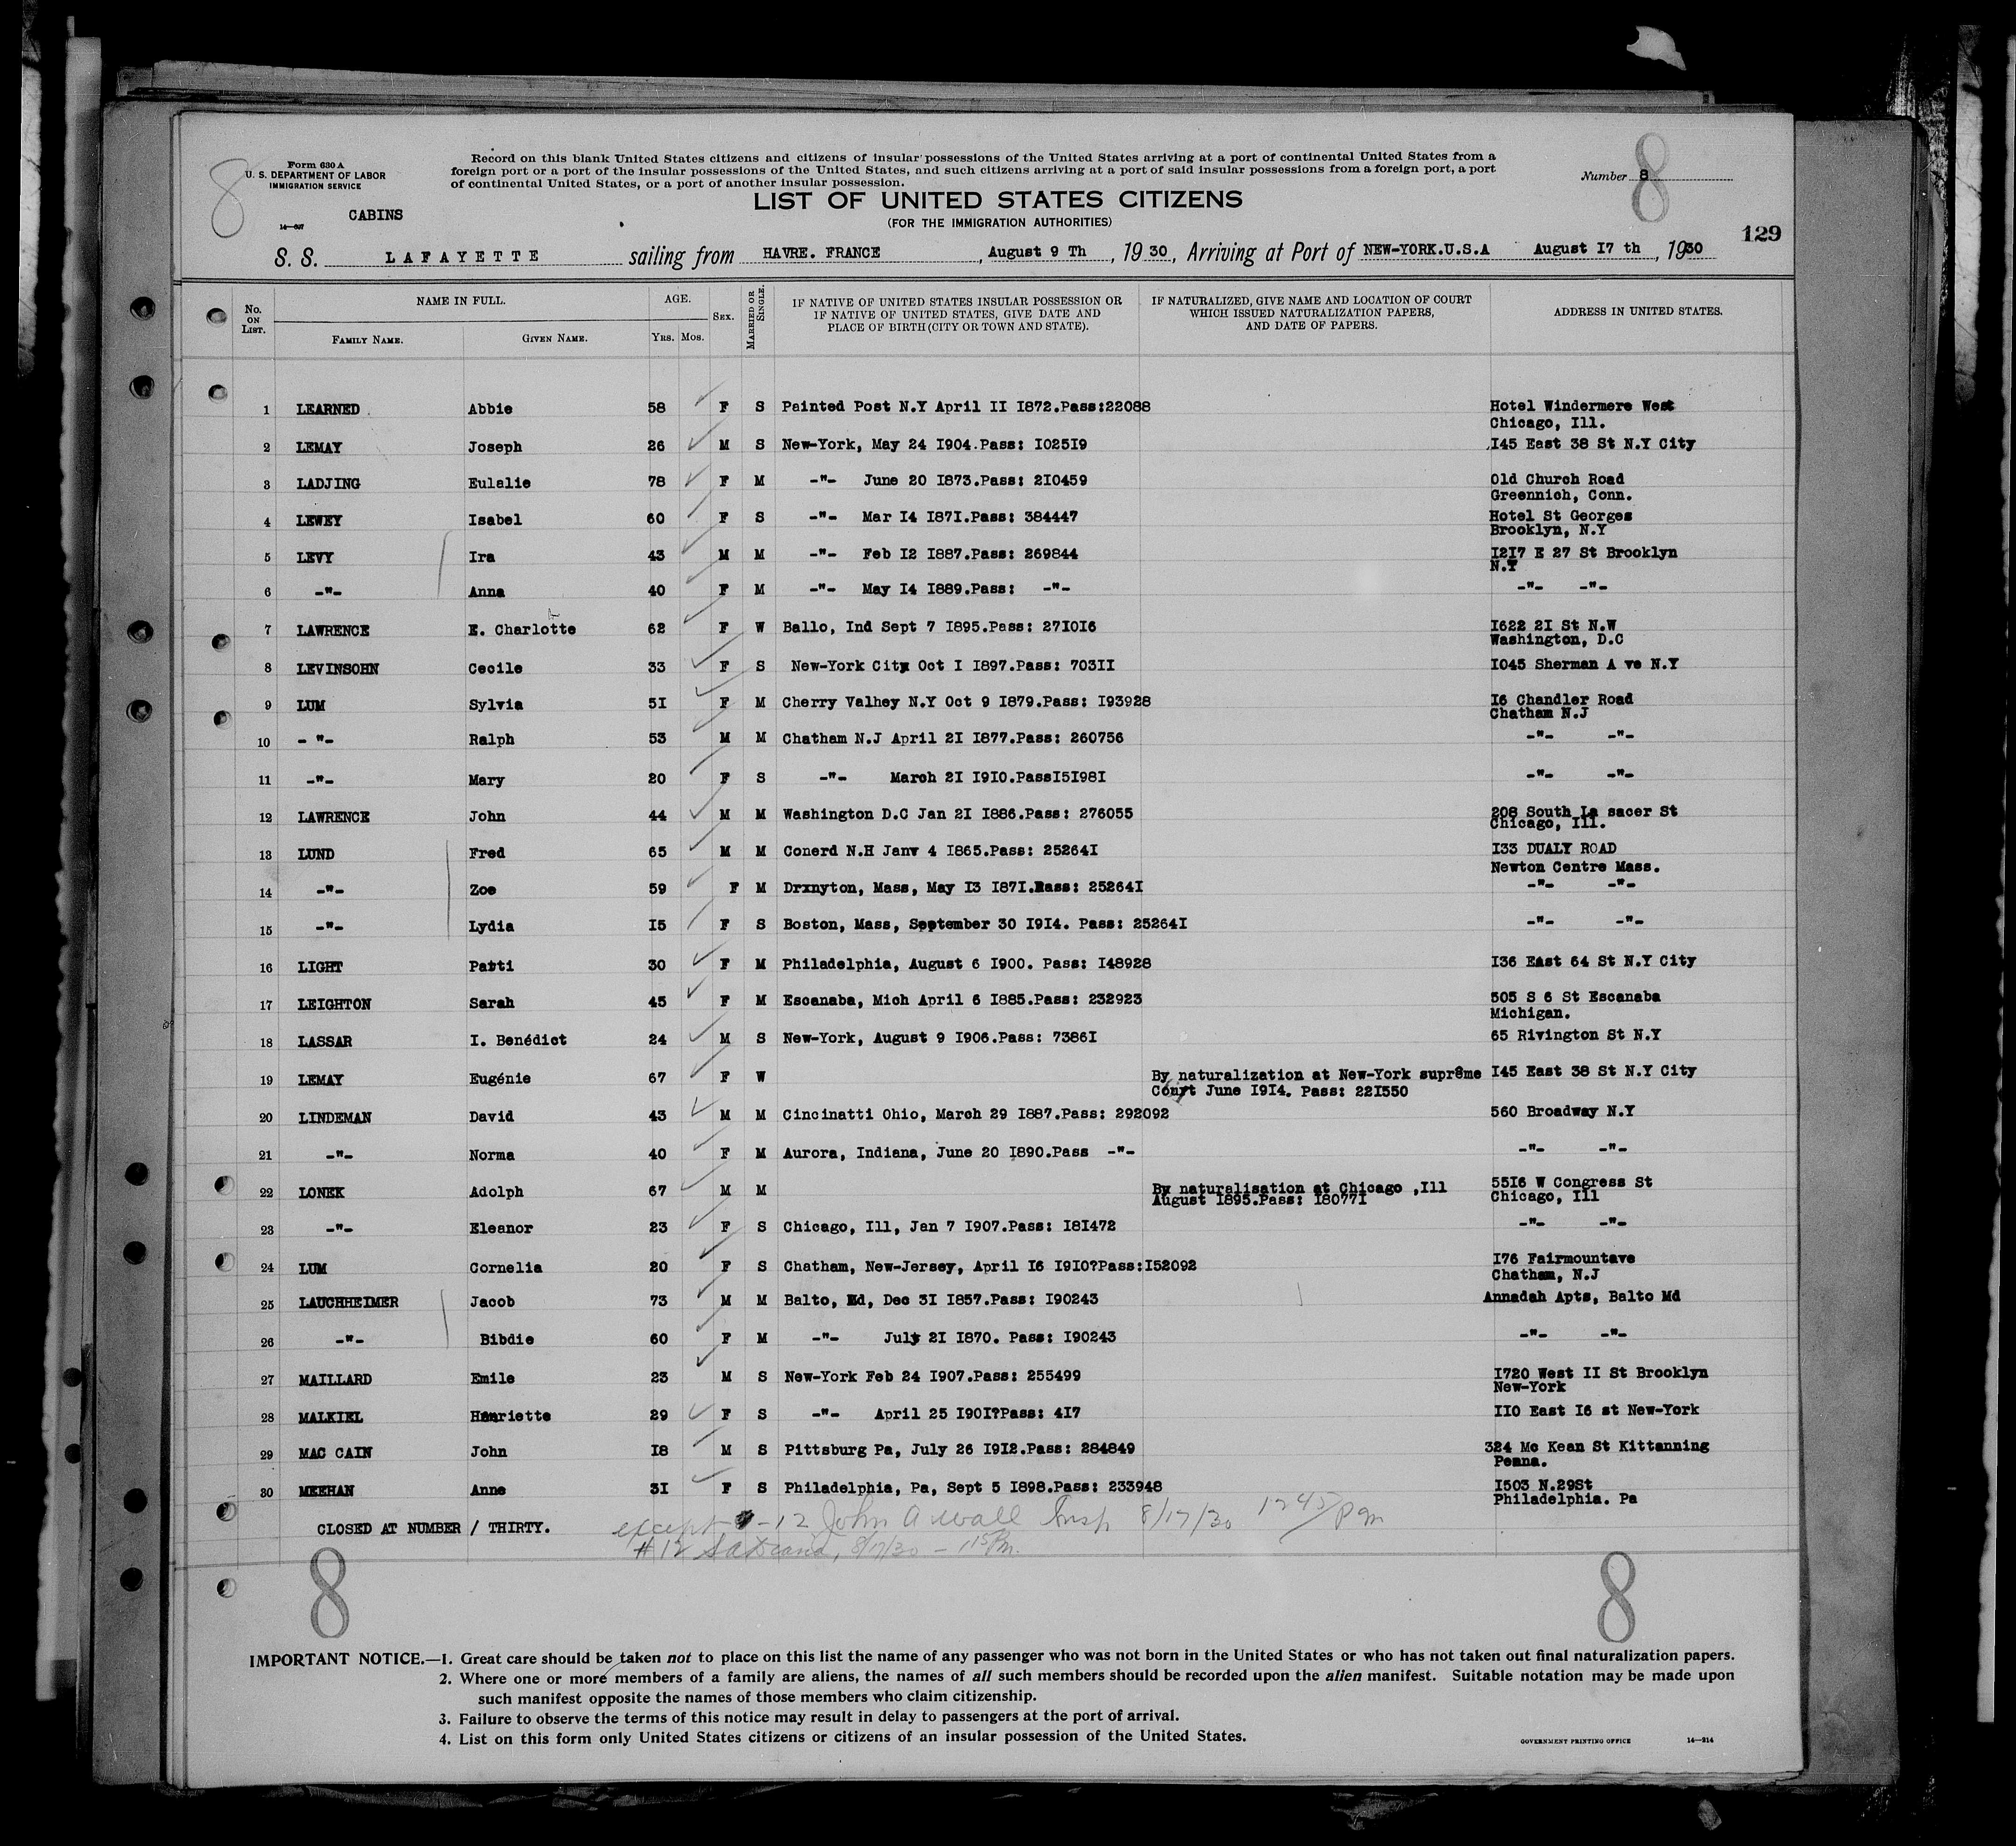 8
Form 630 A
U. S. DEPARTMENT OF LABOR
IMMIGRATION SERVICE
14—607
CABINS
Record on this blank United States citizens and citizens of insular possessions of the United States arriving at a port of continental United States from a
foreign port or a port of the insular possessions of the United States, and such citizens arriving at a port of said insular possessions from a foreign port, a port
of continental United States, or a port of another insular possession.
Number 8
8
LIST OF UNITED STATES CITIZENS
(FOR THE IMMIGRATION AUTHORITIES)
129
S. S. LAFAYETTE sailing from HAVRE. FRANCE , August 9 Th , 19 30, Arriving at Port of NEW-YORK.U.S.A August I7 th , 1930
No. ON LIST. NAME IN FULL. FAMILY NAME. GIVEN NAME. AGE. YRS. MOS. SEX. MARRIED OR SINGLE. IF NATIVE OF UNITED STATES INSULAR POSSESSION OR IF NATIVE OF UNITED STATES, GIVE DATE AND PLACE OF BIRTH (CITY OR TOWN AND STATE). IF NATURALIZED, GIVE NAME AND LOCATION OF COURT WHICH ISSUED NATURALIZATION PAPERS, AND DATE OF PAPERS. ADDRESS IN UNITED STATES.
1 LEARNED Abbie 58 F S Painted Post N.Y April II I872.Pass:22088 Hotel Windermere West
Chicago, Ill.
2 LEMAY Joseph 26 M S New-York, May 24 I904.Pass: I025I9 I45 East 38 St N.Y City
3 LADJING Eulalie 78 F M -"- June 20 I873.Pass: 2I0459 Old Church Road
Greennich, Conn.
4 LEWEY Isabel 60 F S -"- Mar I4 I87I.Pass: 384447 Hotel St Georges
Brooklyn, N.Y
5 LEVY Ira 43 M M -"- Feb I2 I887.Pass: 269844 I2I7 E 27 St Brooklyn
N.Y
6 -"- Anna 40 F M -"- May I4 I889.Pass: -"- -"- -"-
7 LAWRENCE E. Charlotte 62 F W Ballo, Ind Sept 7 I895.Pass: 27I0I6 I622 2I St N.W
Washington, D.C
8 LEVINSOHN Cecile 33 F S New-York City Oct I I897.Pass: 703II I045 Sherman A ve N.Y
9 LUM Sylvia 5I F M Cherry Valhey N.Y Oct 9 I879.Pass: I93928 I6 Chandler Road
Chatham N.J
10 - "- Ralph 53 M M Chatham N.J April 2I I877.Pass: 260756 -"- -"-
11 -"- Mary 20 F S -"- March 2I I9I0.PassI5I98I -"- -"-
12 LAWRENCE John 44 M M Washington D.C Jan 2I I886.Pass: 276055 208 South La sacer St
Chicago, Ill.
13 LUND Fred 65 M M Conerd N.H Janv 4 I865.Pass: 25264I I33 DUALY ROAD
Newton Centre Mass.
14 -"- Zoe 59 F M Drxnyton, Mass, May I3 I87I.Pass: 25264I -"- -"-
15 -"- Lydia I5 F S Boston, Mass, September 30 I9I4. Pass: 25264I -"- -"-
16 LIGHT Patti 30 F M Philadelphia, August 6 I900. Pass: I48928 I36 East 64 St N.Y City
17 LEIGHTON Sarah 45 F M Escanaba, Mich April 6 I885.Pass: 232923 505 S 6 St Escanaba
Michigan.
18 LASSAR I. Benédict 24 M S New-York, August 9 I906.Pass: 7386I 65 Rivington St N.Y
19 LEMAY Eugénie 67 F W By naturalization at New-York suprême I45 East 38 St N.Y City
Court June I9I4. Pass: 22I550
20 LINDEMAN David 43 M M Cincinatti Ohio, March 29 I887.Pass: 292092 560 Broadway N.Y
21 -"- Norma 40 F M Aurora, Indiana, June 20 I890.Pass -"- -"- -"-
22 LONEK Adolph 67 M M By naturalisation at Chicago ,Ill 55I6 W Congress St
August I895.Pass: I8077I Chicago, Ill
23 -"- Eleanor 23 F S Chicago, Ill, Jan 7 I907.Pass: I8I472 -"- -"-
24 LUM Cornelia 20 F S Chatham, New-Jersey, April I6 I9I0?Pass:I52092 I76 Fairmountave
Chatham, N.J
25 LAUCHHEIMER Jacob 73 M M Balto, Md, Dec 3I I857.Pass: I90243 Annadah Apts, Balto Md
26 -"- Bibdie 60 F M -"- July 2I I870. Pass: I90243 -"- -"-
27 MAILLARD Emile 23 M S New-York Feb 24 I907.Pass: 255499 I720 West II St Brooklyn
New-York
28 MALKIEL Henriette 29 F S -"- April 25 I90I?Pass: 4I7 II0 East I6 st New-York
29 MAC CAIN John I8 M S Pittsburg Pa, July 26 I9I2.Pass: 284849 324 Mc Kean St Kittanning
Penna.
30 MEEHAN Anne 3I F S Philadelphia, Pa, Sept 5 I898.Pass: 233948 I503 N.29St
Philadelphia. Pa
CLOSED AT NUMBER / THIRTY. except - 12 John A Wall Insp 8/17/30 1245 Pm
#12 8/17/30 - 115 Pm.
8 8
IMPORTANT NOTICE.—1. Great care should be taken not to place on this list the name of any passenger who was not born in the United States or who has not taken out final naturalization papers.
2. Where one or more members of a family are aliens, the names of all such members should be recorded upon the alien manifest. Suitable notation may be made upon
such manifest opposite the names of those members who claim citizenship.
3. Failure to observe the terms of this notice may result in delay to passengers at the port of arrival.
4. List on this form only United States citizens or citizens of an insular possession of the United States.
GOVERNMENT PRINTING OFFICE 14—214